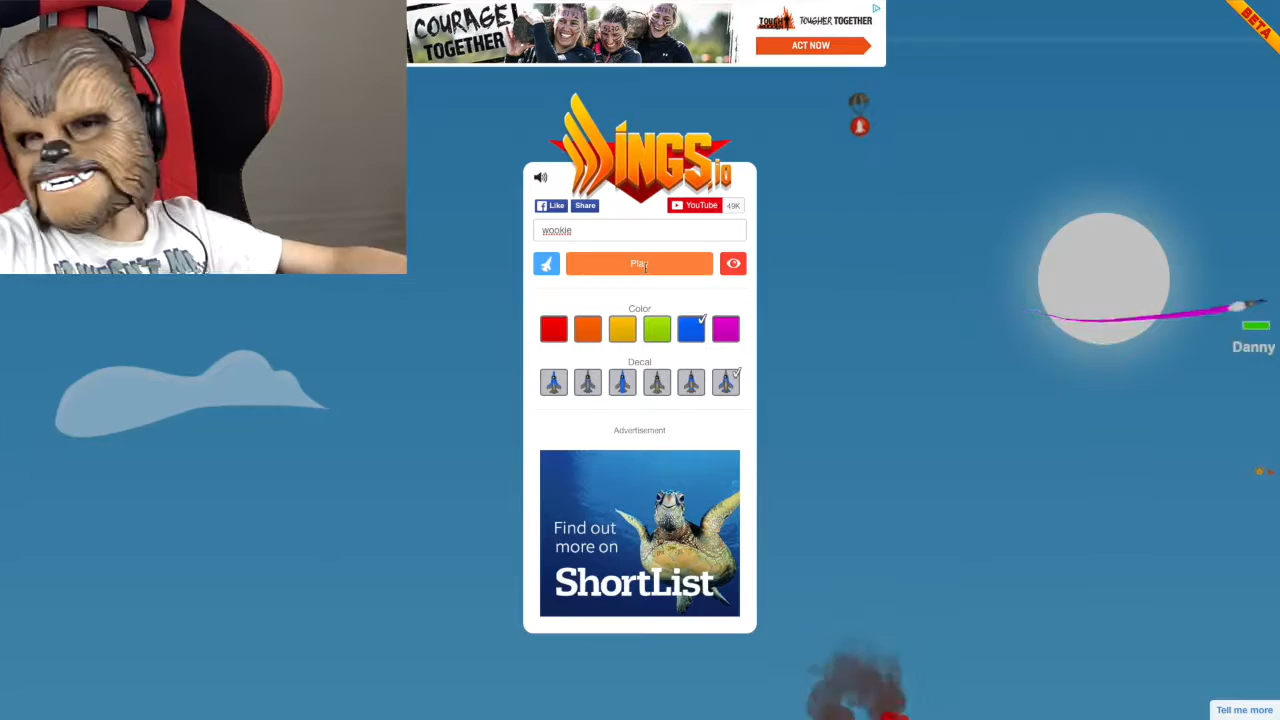 COURAGE
TOGETHER
TOUGH
TOUGHER TOGETHER
ACT NOW
BETA
WiNGS.io
Like
Share
YouTube
49K
wookie
Play
Color
Decal
Advertisement
Find out
more on
ShortList
Danny
Tell me more